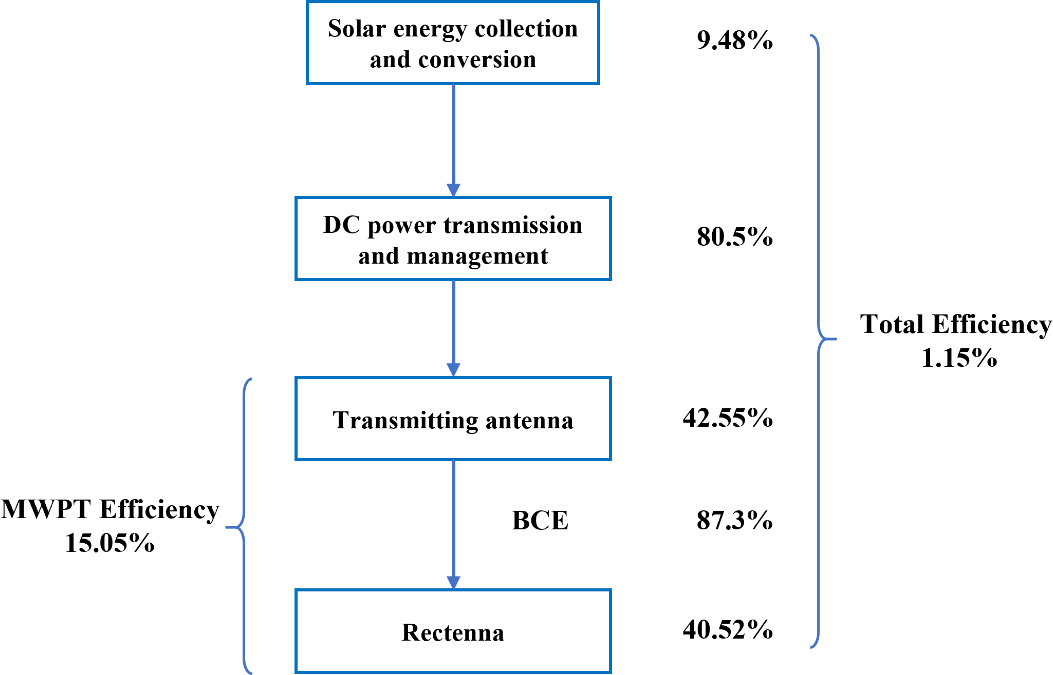 Solar energy collection
and conversion
9.48%
DC power transmission
and management
80.5%
Total Efficiency
1.15%
Transmitting antenna
42.55%
MWPT Efficiency
15.05%
BCE
87.3%
Rectenna
40.52%